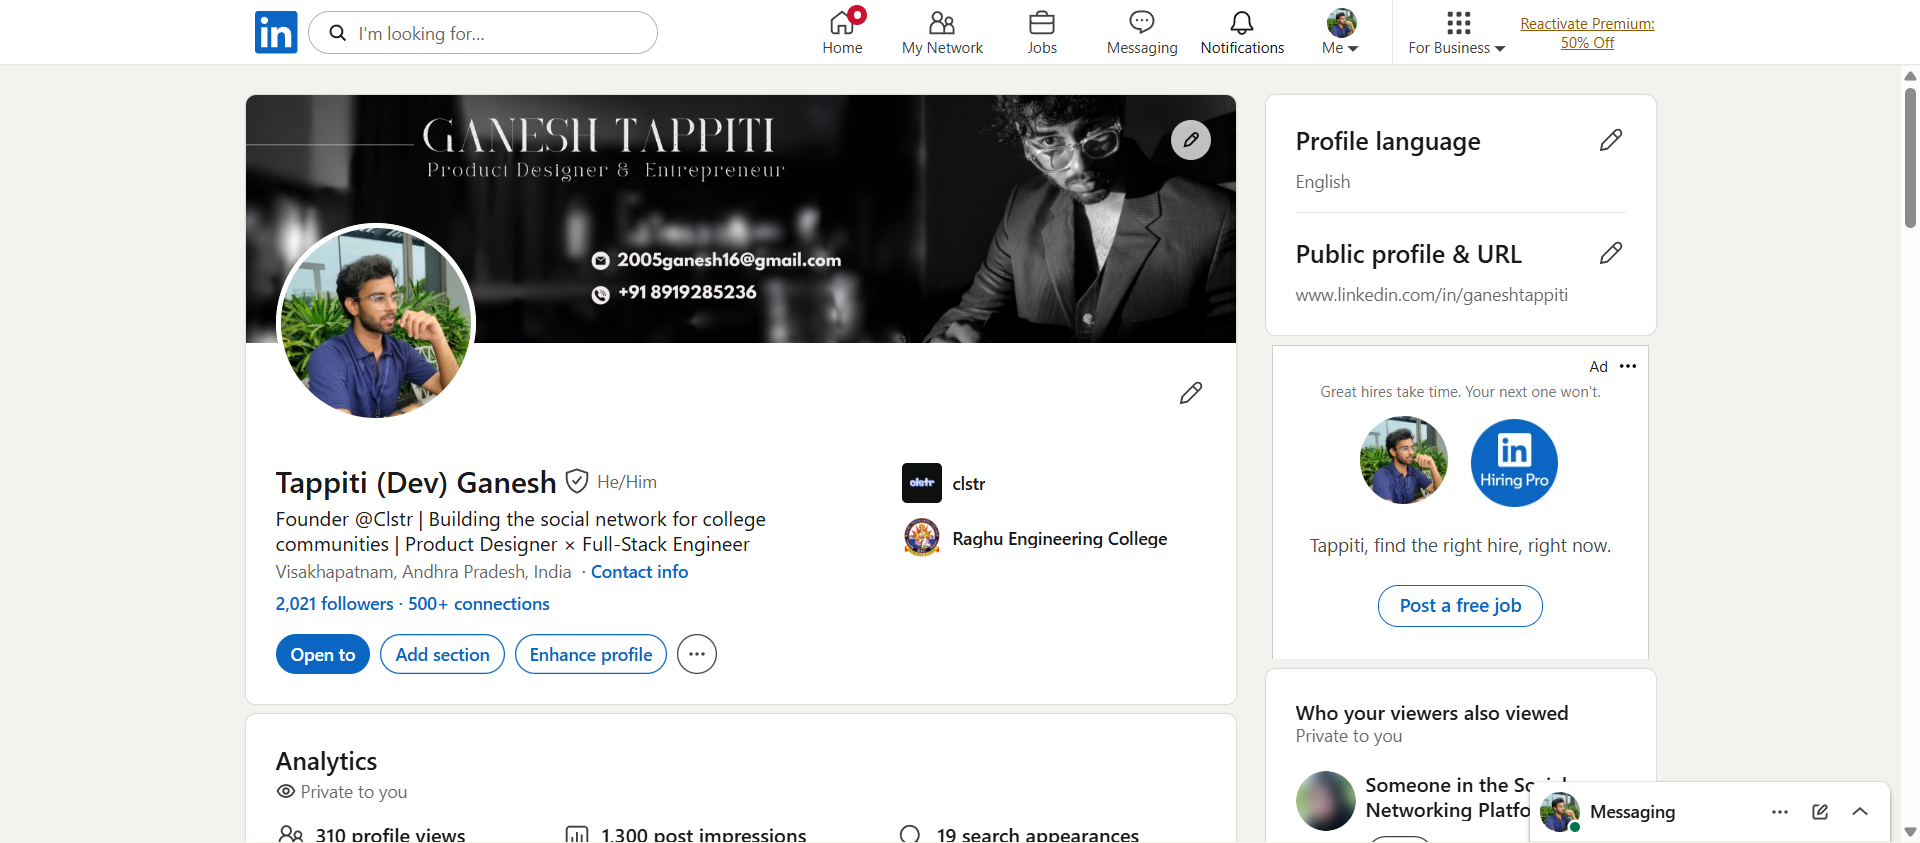 in
I'm looking for...
Home
My Network
Jobs
Messaging
Notifications
Me
For Business
Reactivate Premium:
50% Off
GANESH TAPPITI
Product Designer & Entrepreneur
2005ganesh16@gmail.com
+91 8919285236
Tappiti (Dev) Ganesh He/Him
Founder @Clstr | Building the social network for college
communities | Product Designer × Full-Stack Engineer
Visakhapatnam, Andhra Pradesh, India · Contact info
2,021 followers · 500+ connections
Open to
Add section
Enhance profile
clstr
clstr
Raghu Engineering College
Analytics
Private to you
310 profile views
1,300 post impressions
19 search appearances
Profile language
English
Public profile & URL
www.linkedin.com/in/ganeshtappiti
Ad
Great hires take time. Your next one won't.
in
Hiring Pro
Tappiti, find the right hire, right now.
Post a free job
Who your viewers also viewed
Private to you
Someone in the
Networking
Messaging